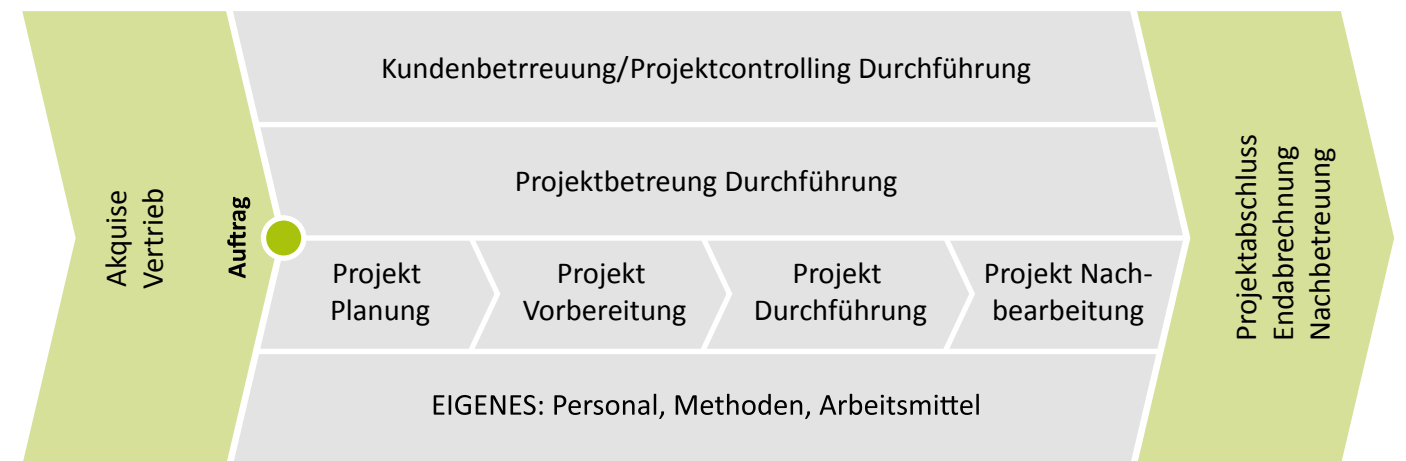 Akquise
Vertrieb
Auftrag
Kundenbetrreuung/Projektcontrolling Durchführung
Projektbetreung Durchführung
Projekt
Planung
Projekt
Vorbereitung
Projekt
Durchführung
Projekt Nach-
bearbeitung
EIGENES: Personal, Methoden, Arbeitsmittel
Projektabschluss
Endabrechnung
Nachbetreuung